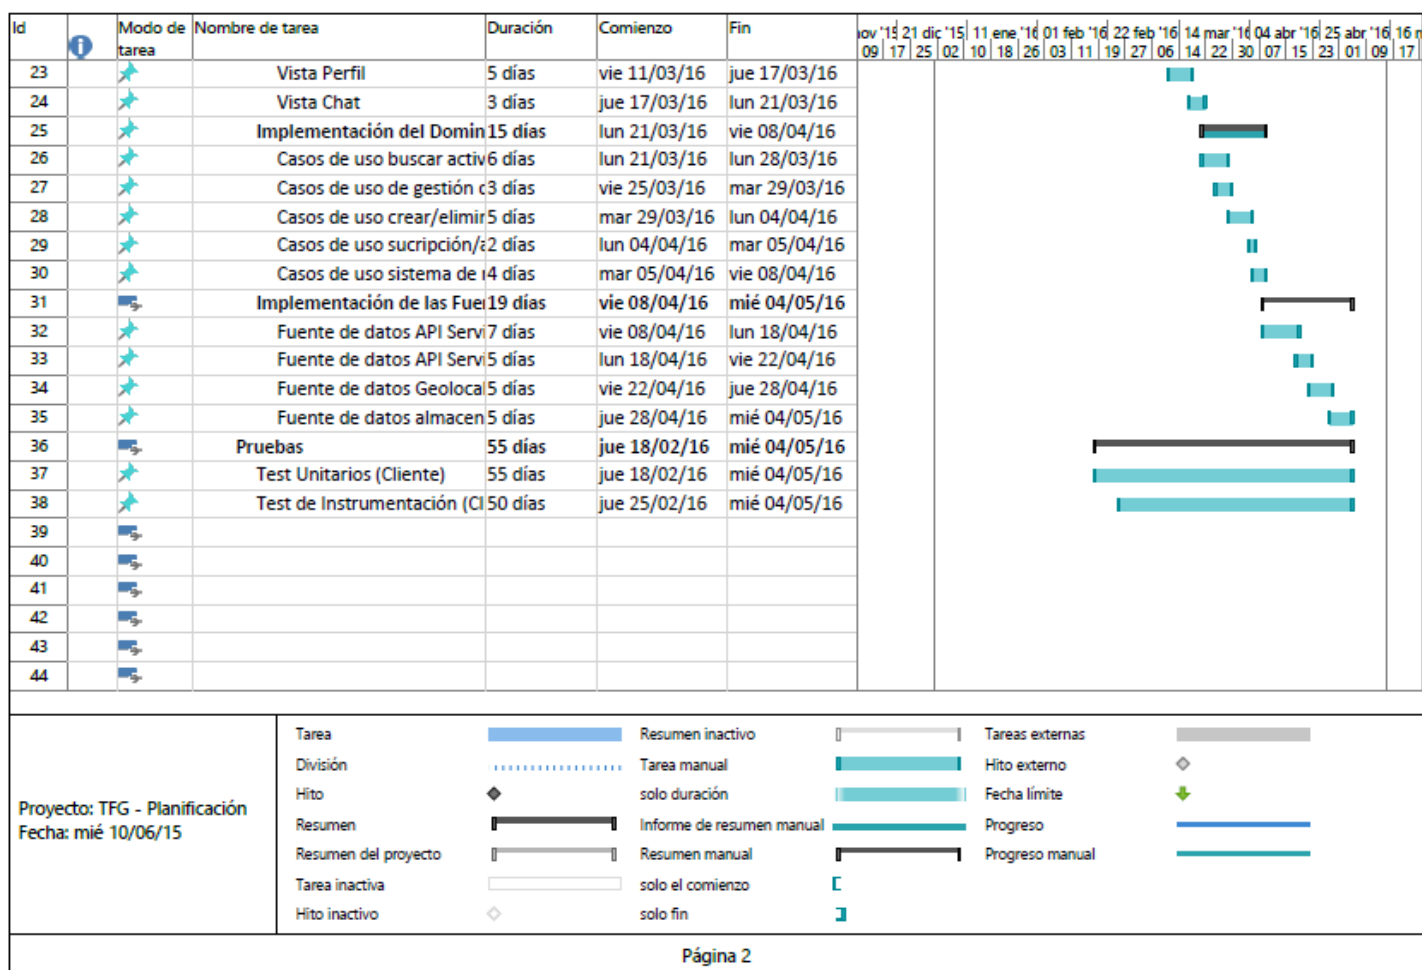 Id Modo de tarea Nombre de tarea Duración Comienzo Fin
nov '15 21 dic '15 11 ene '16 01 feb '16 22 feb '16 14 mar '16 04 abr '16 25 abr '16 16 m
09 17 25 02 10 18 26 03 11 19 27 06 14 22 30 07 15 23 01 09 17
23 Vista Perfil 5 días vie 11/03/16 jue 17/03/16
24 Vista Chat 3 días jue 17/03/16 lun 21/03/16
25 Implementación del Domin 15 días lun 21/03/16 vie 08/04/16
26 Casos de uso buscar activ 6 días lun 21/03/16 lun 28/03/16
27 Casos de uso de gestión c 3 días vie 25/03/16 mar 29/03/16
28 Casos de uso crear/elimir 5 días mar 29/03/16 lun 04/04/16
29 Casos de uso sucripción/a 2 días lun 04/04/16 mar 05/04/16
30 Casos de uso sistema de 4 días mar 05/04/16 vie 08/04/16
31 Implementación de las Fue 19 días vie 08/04/16 mié 04/05/16
32 Fuente de datos API Servi 7 días vie 08/04/16 lun 18/04/16
33 Fuente de datos API Servi 5 días lun 18/04/16 vie 22/04/16
34 Fuente de datos Geolocal 5 días vie 22/04/16 jue 28/04/16
35 Fuente de datos almacen 5 días jue 28/04/16 mié 04/05/16
36 Pruebas 55 días jue 18/02/16 mié 04/05/16
37 Test Unitarios (Cliente) 55 días jue 18/02/16 mié 04/05/16
38 Test de Instrumentación (Cl 50 días jue 25/02/16 mié 04/05/16
39
40
41
42
43
44
Proyecto: TFG - Planificación
Fecha: mié 10/06/15
Tarea Resumen inactivo Tareas externas
División Tarea manual Hito externo
Hito solo duración Fecha límite
Resumen Informe de resumen manual Progreso
Resumen del proyecto Resumen manual Progreso manual
Tarea inactiva solo el comienzo
Hito inactivo solo fin
Página 2